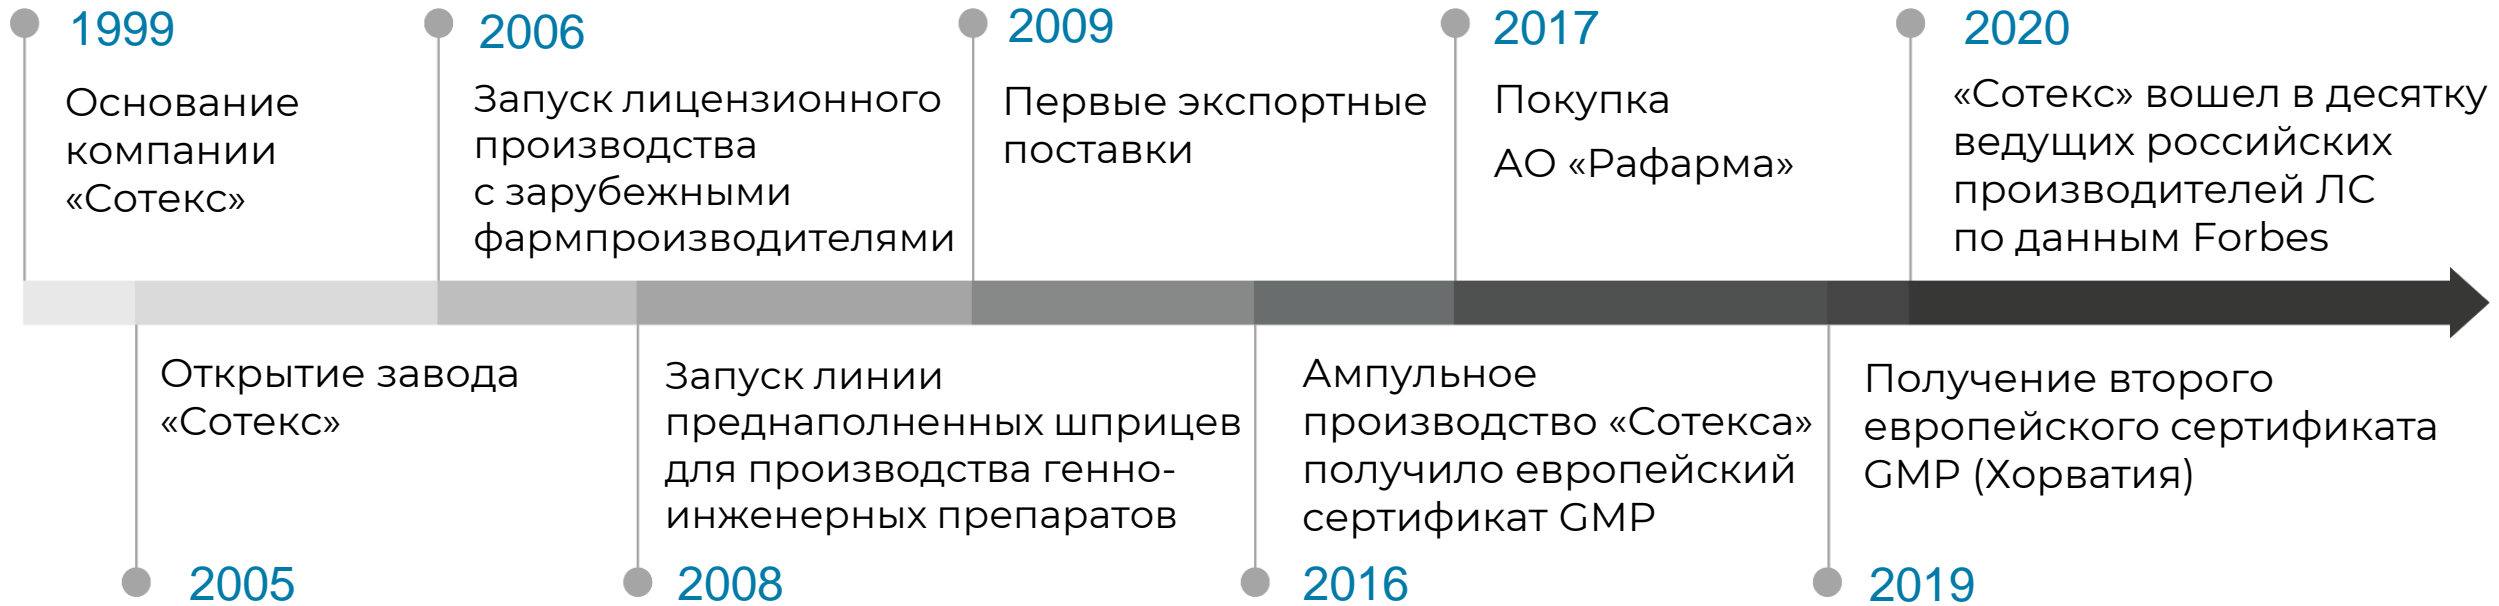 1999
Основание
компании
«Сотекс»
2006
Запуск лицензионного
производства
с зарубежными
фармпроизводителями
2009
Первые экспортные
поставки
2017
Покупка
АО «Рафарма»
2020
«Сотекс» вошел в десятку
ведущих российских
производителей ЛС
по данным Forbes
Открытие завода
«Сотекс»
2005
Запуск линии
преднаполненных шприцев
для производства генно-
инженерных препаратов
2008
Ампульное
производство «Сотекса»
получило европейский
сертификат GMP
2016
Получение второго
европейского сертификата
GMP (Хорватия)
2019